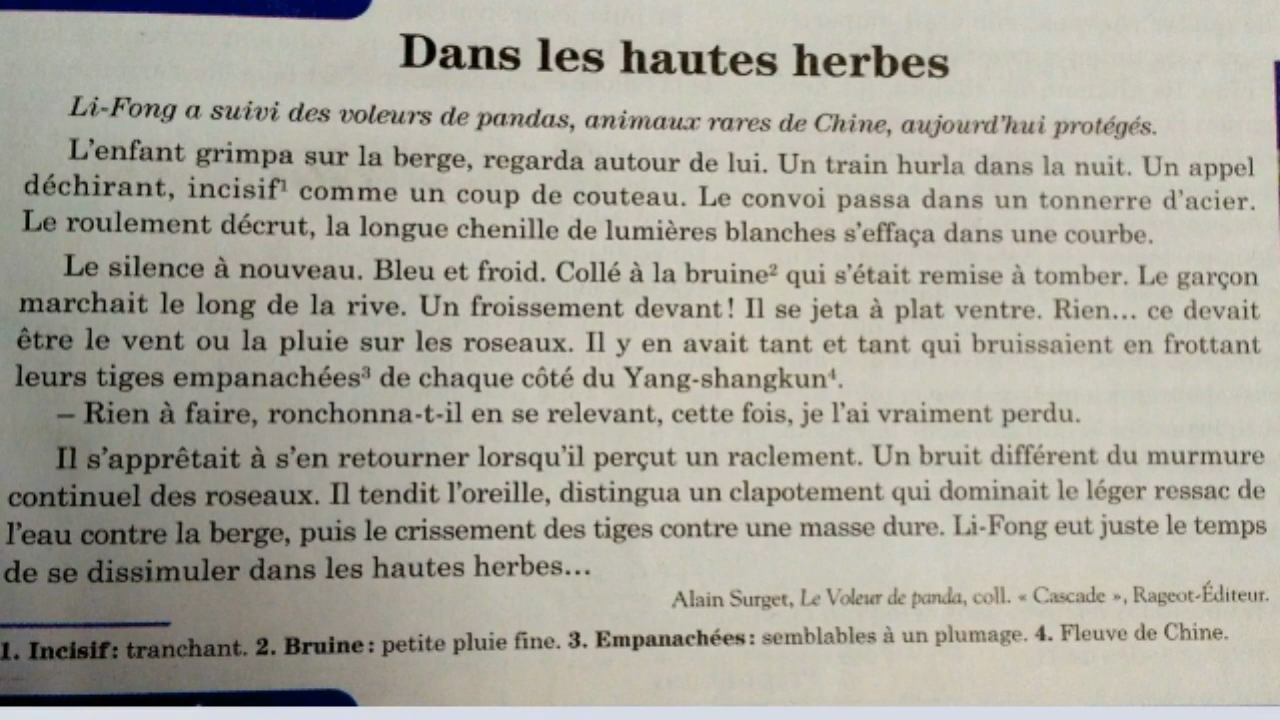 Dans les hautes herbes
Li-Fong a suivi des voleurs de pandas, animaux rares de Chine, aujourd'hui protégés.
L'enfant grimpa sur la berge, regarda autour de lui. Un train hurla dans la nuit. Un appel
déchirant, incisif¹ comme un coup de couteau. Le convoi passa dans un tonnerre d'acier.
Le roulement décrut, la longue chenille de lumières blanches s'effaça dans une courbe.
Le silence à nouveau. Bleu et froid. Collé à la bruine² qui s'était remise à tomber. Le garçon
marchait le long de la rive. Un froissement devant! Il se jeta à plat ventre. Rien... ce devait
être le vent ou la pluie sur les roseaux. Il y en avait tant et tant qui bruissaient en frottant
leurs tiges empanachées³ de chaque côté du Yang-shangkun⁴.
– Rien à faire, ronchonna-t-il en se relevant, cette fois, je l'ai vraiment perdu.
Il s'apprêtait à s'en retourner lorsqu'il perçut un raclement. Un bruit différent du murmure
continuel des roseaux. Il tendit l'oreille, distingua un clapotement qui dominait le léger ressac de
l'eau contre la berge, puis le crissement des tiges contre une masse dure. Li-Fong eut juste le temps
de se dissimuler dans les hautes herbes...
Alain Surget, Le Voleur de panda, coll. « Cascade », Rageot-Éditeur.
1. Incisif: tranchant. 2. Bruine: petite pluie fine. 3. Empanachées: semblables à un plumage. 4. Fleuve de Chine.